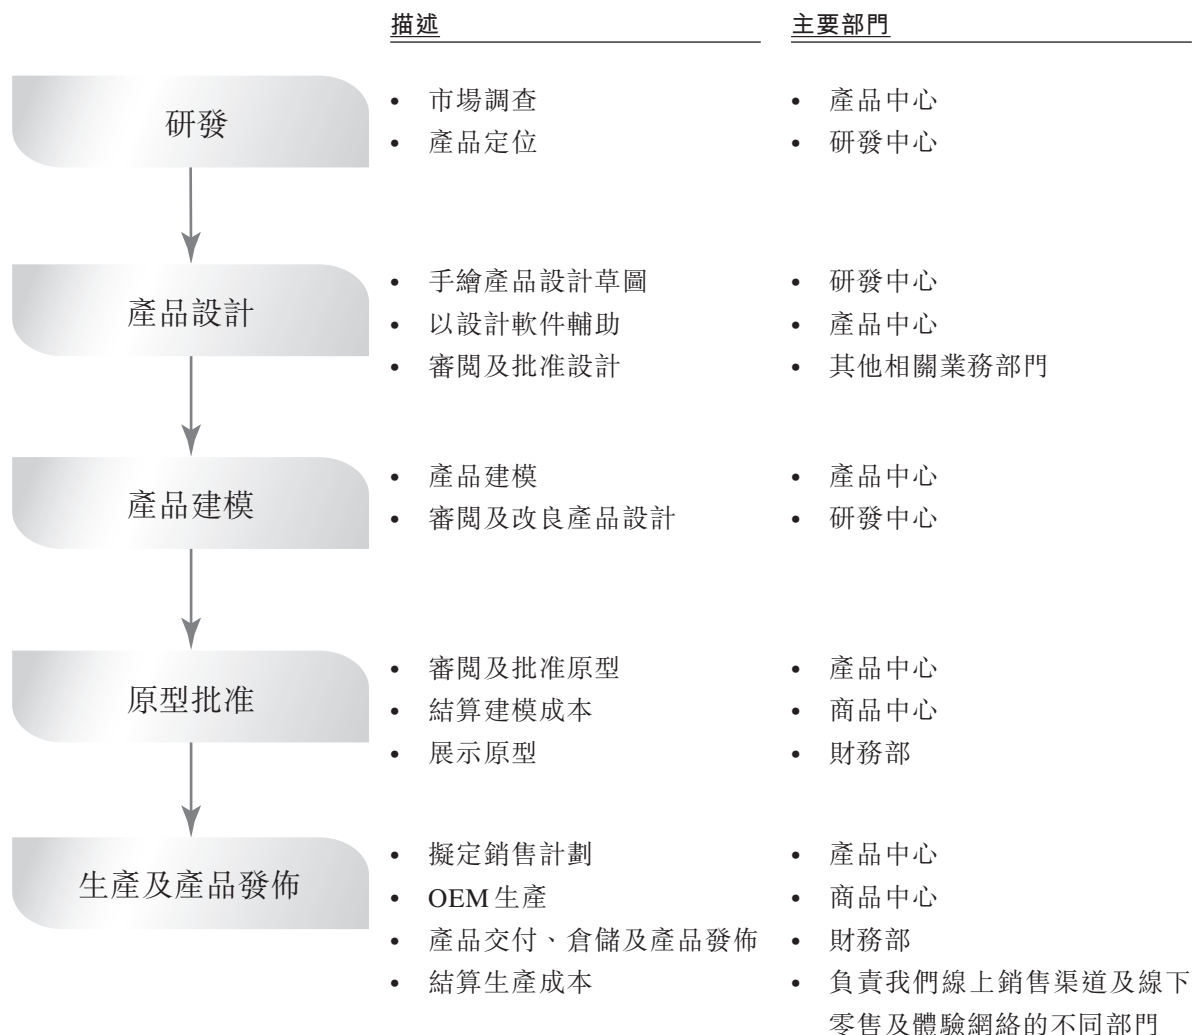 描述 主要部門
研發
• 市場調查 • 產品中心
• 產品定位 • 研發中心
產品設計
• 手繪產品設計草圖 • 研發中心
• 以設計軟件輔助 • 產品中心
• 審閱及批准設計 • 其他相關業務部門
產品建模
• 產品建模 • 產品中心
• 審閱及改良產品設計 • 研發中心
原型批准
• 審閱及批准原型 • 產品中心
• 結算建模成本 • 商品中心
• 展示原型 • 財務部
生產及產品發佈
• 擬定銷售計劃 • 產品中心
• OEM生產 • 商品中心
• 產品交付、倉儲及產品發佈 • 財務部
• 結算生產成本 • 負責我們線上銷售渠道及線下
零售及體驗網絡的不同部門